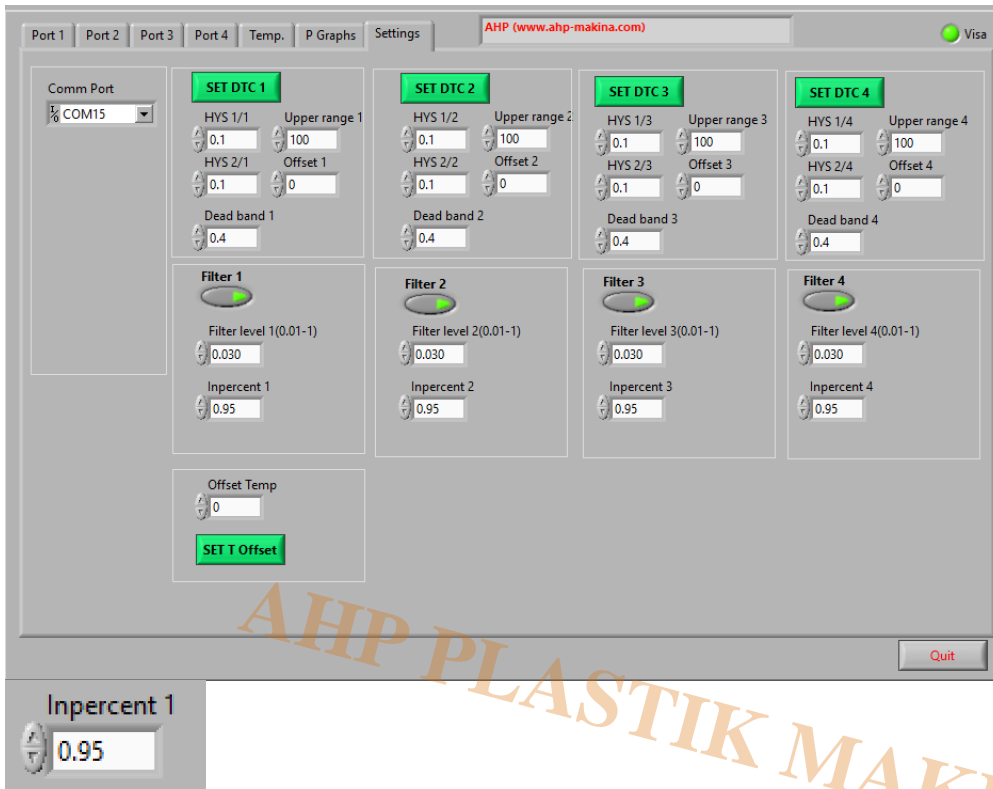 Port 1 Port 2 Port 3 Port 4 Temp. P Graphs Settings
AHP (www.ahp-makina.com)
Visa
Comm Port
COM15
SET DTC 1
HYS 1/1 Upper range 1
0.1 100
HYS 2/1 Offset 1
0.1 0
Dead band 1
0.4
SET DTC 2
HYS 1/2 Upper range 2
0.1 100
HYS 2/2 Offset 2
0.1 0
Dead band 2
0.4
SET DTC 3
HYS 1/3 Upper range 3
0.1 100
HYS 2/3 Offset 3
0.1 0
Dead band 3
0.4
SET DTC 4
HYS 1/4 Upper range 4
0.1 100
HYS 2/4 Offset 4
0.1 0
Dead band 4
0.4
Filter 1
Filter level 1(0.01-1)
0.030
Inpercent 1
0.95
Filter 2
Filter level 2(0.01-1)
0.030
Inpercent 2
0.95
Filter 3
Filter level 3(0.01-1)
0.030
Inpercent 3
0.95
Filter 4
Filter level 4(0.01-1)
0.030
Inpercent 4
0.95
Offset Temp
0
SET T Offset
Quit
Inpercent 1
0.95
AHP PLASTIK